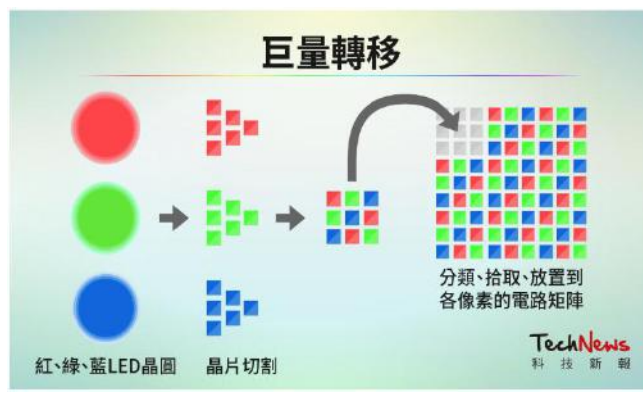 巨量轉移
分類、拾取、放置到
各像素的電路矩陣
紅、綠、藍LED晶圓
晶片切割
TechNews
科技新報